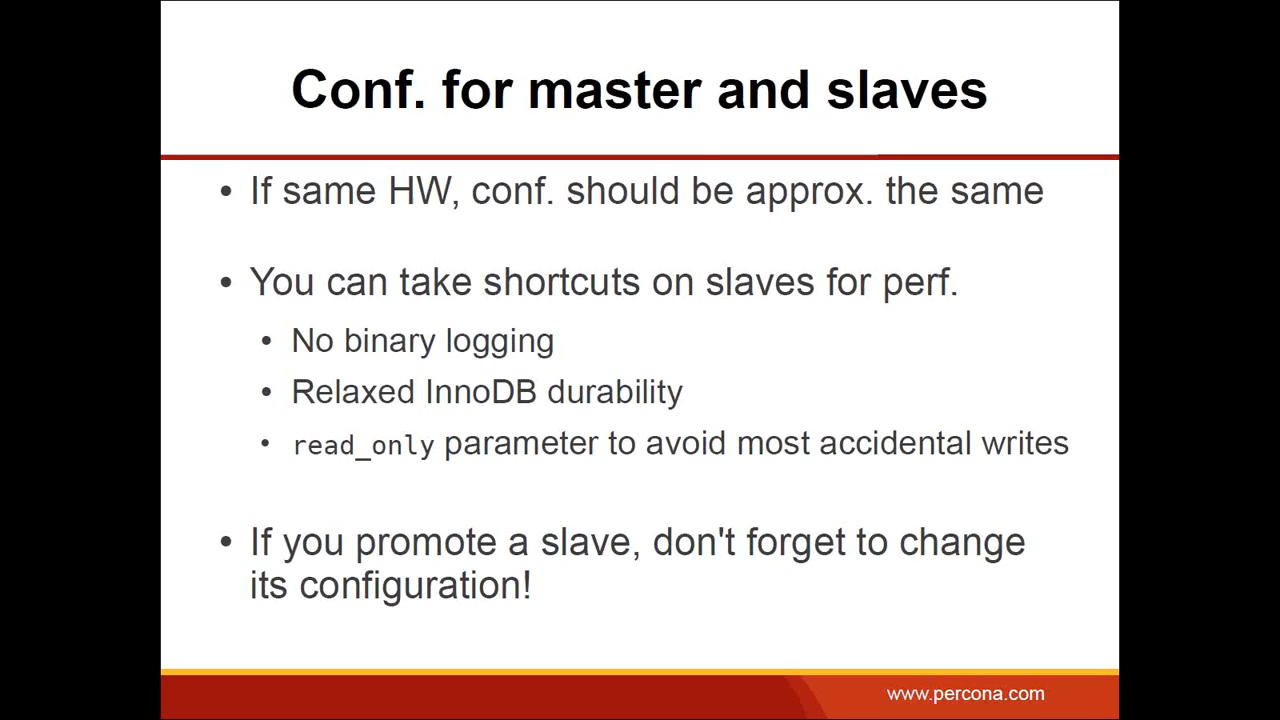 Conf. for master and slaves
• If same HW, conf. should be approx. the same
• You can take shortcuts on slaves for perf.
• No binary logging
• Relaxed InnoDB durability
• read_only parameter to avoid most accidental writes
• If you promote a slave, don't forget to change
its configuration!
www.percona.com